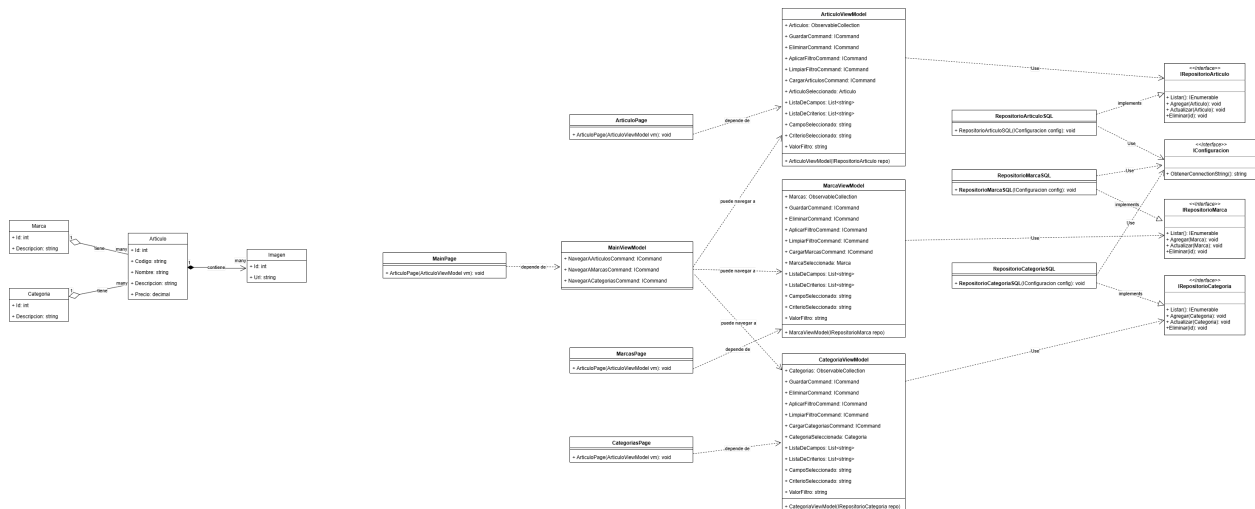 Marca
+ Id: int
+ Descripcion: string
Categoria
+ Id: int
+ Descripcion: string
1
tiene
many
1
tiene
many
Articulo
+ Id: int
+ Codigo: string
+ Nombre: string
+ Descripcion: string
+ Precio: decimal
1
contiene
many
Imagen
+ Id: int
+ Url: string
MainPage
+ ArticuloPage(ArticuloViewModel vm): void
depende de
MainViewModel
+ NavegarArticulosCommand: ICommand
+ NavegarAMarcasCommand: ICommand
+ NavegarACategoriasCommand: ICommand
puede navegar a
puede navegar a
puede navegar a
ArticuloPage
+ ArticuloPage(ArticuloViewModel vm): void
depende de
MarcasPage
+ ArticuloPage(ArticuloViewModel vm): void
depende de
CategoriasPage
+ ArticuloPage(ArticuloViewModel vm): void
depende de
ArticuloViewModel
+ Articulos: ObservableCollection
+ GuardarCommand: ICommand
+ EliminarCommand: ICommand
+ AplicarFiltroCommand: ICommand
+ LimpiarFiltroCommand: ICommand
+ CargarArticulosCommand: ICommand
+ ArticuloSeleccionado: Articulo
+ ListaDeCampos: List<string>
+ ListaDeCriterios: List<string>
+ CampoSeleccionado: string
+ CriterioSeleccionado: string
+ ValorFiltro: string
+ ArticuloViewModel(IRepositorioArticulo repo)
Use
MarcaViewModel
+ Marcas: ObservableCollection
+ GuardarCommand: ICommand
+ EliminarCommand: ICommand
+ AplicarFiltroCommand: ICommand
+ LimpiarFiltroCommand: ICommand
+ CargarMarcasCommand: ICommand
+ MarcaSeleccionada: Marca
+ ListaDeCampos: List<string>
+ ListaDeCriterios: List<string>
+ CampoSeleccionado: string
+ CriterioSeleccionado: string
+ ValorFiltro: string
+ MarcaViewModel(IRepositorioMarca repo)
Use
CategoriaViewModel
+ Categorias: ObservableCollection
+ GuardarCommand: ICommand
+ EliminarCommand: ICommand
+ AplicarFiltroCommand: ICommand
+ LimpiarFiltroCommand: ICommand
+ CargarCategoriasCommand: ICommand
+ CategoriaSeleccionada: Categoria
+ ListaDeCampos: List<string>
+ ListaDeCriterios: List<string>
+ CampoSeleccionado: string
+ CriterioSeleccionado: string
+ ValorFiltro: string
+ CategoriaViewModel(IRepositorioCategoria repo)
Use
RepositorioArticuloSQL
+ RepositorioArticuloSQL(IConfiguracion config): void
implements
Use
RepositorioMarcaSQL
+ RepositorioMarcaSQL(IConfiguracion config): void
Use
implements
RepositorioCategoriaSQL
+ RepositorioCategoriaSQL(IConfiguracion config): void
Use
implements
<<Interface>>
IRepositorioArticulo
+ Listar(): IEnumerable
+ Agregar(Articulo): void
+ Actualizar(Articulo): void
+Eliminar(id): void
<<Interface>>
IConfiguracion
+ ObtenerConnectionString(): string
<<Interface>>
IRepositorioMarca
+ Listar(): IEnumerable
+ Agregar(Marca): void
+ Actualizar(Marca): void
+Eliminar(id): void
<<Interface>>
IRepositorioCategoria
+ Listar(): IEnumerable
+ Agregar(Categoria): void
+ Actualizar(Categoria): void
+Eliminar(id): void